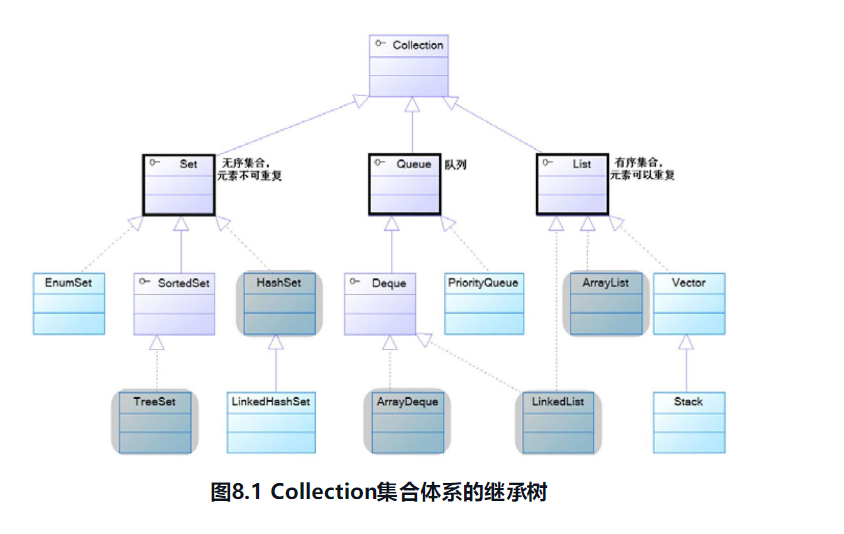 Collection
Set
无序集合，
元素不可重复
Queue
队列
List
有序集合，
元素可以重复
EnumSet
SortedSet
HashSet
Deque
PriorityQueue
ArrayList
Vector
TreeSet
LinkedHashSet
ArrayDeque
LinkedList
Stack
图8.1 Collection集合体系的继承树